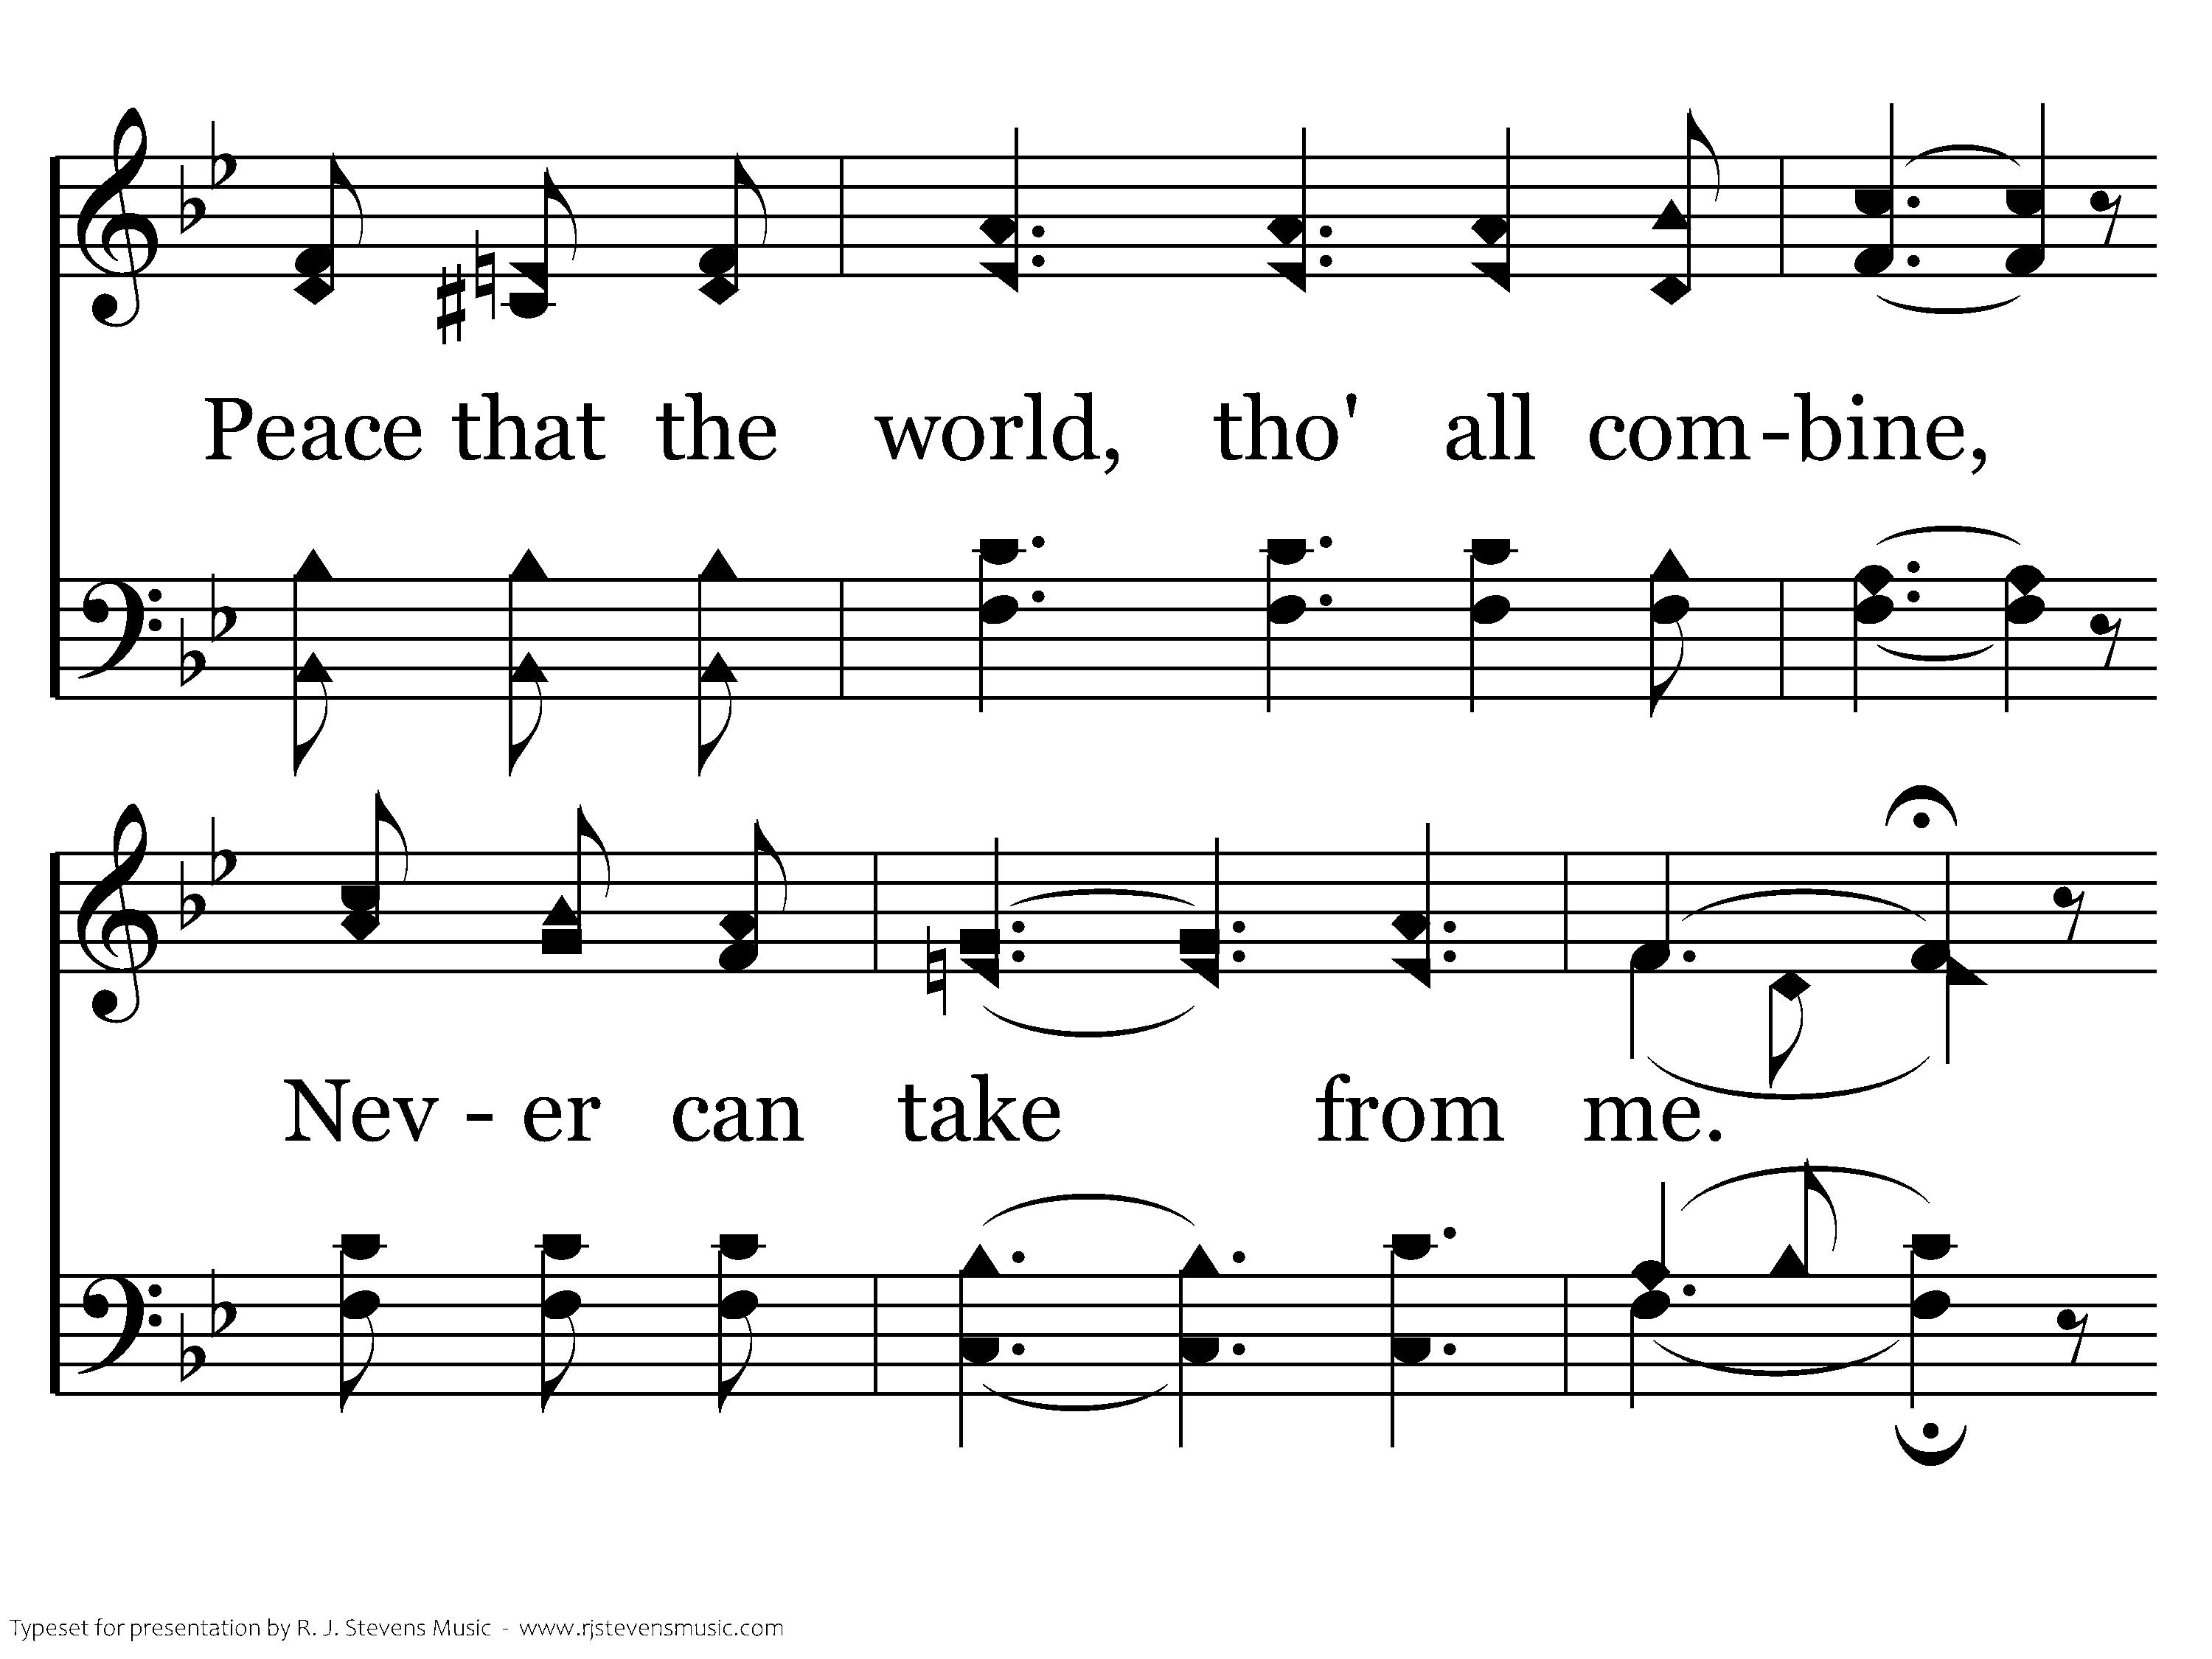 Peace that the world, tho' all com-bine,
Nev - er can take from me.
Typeset for presentation by R. J. Stevens Music - www.rjstevensmusic.com